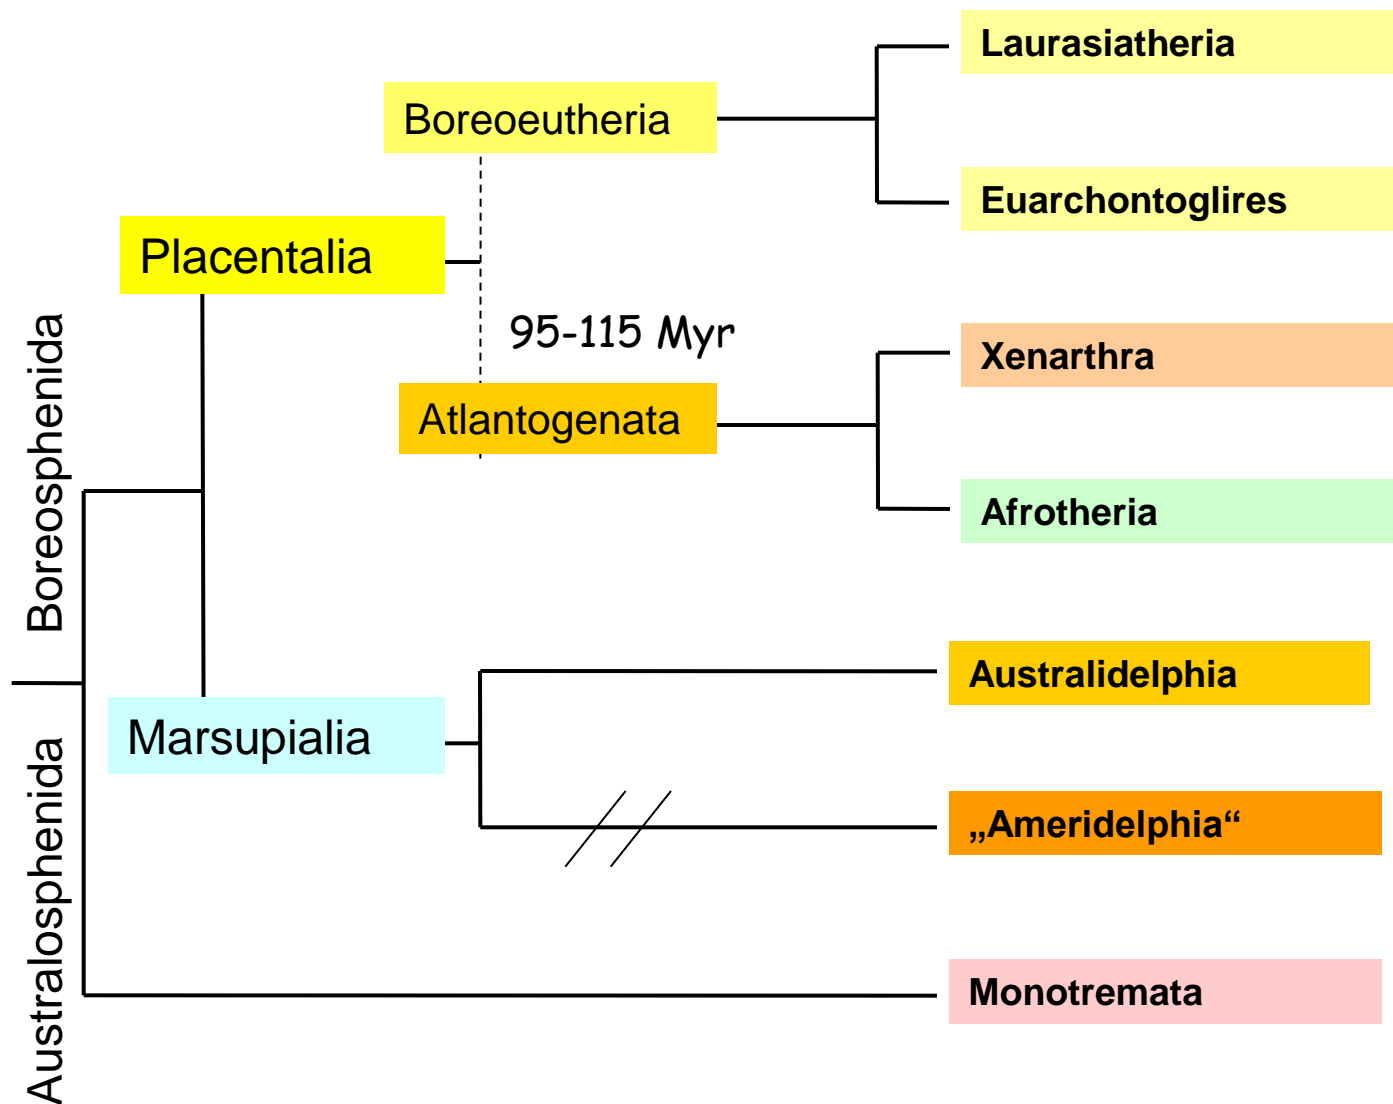 Laurasiatheria
Boreoeutheria
Euarchontoglires
Placentalia
95-115 Myr
Xenarthra
Atlantogenata
Afrotheria
Boreosphenida
Australidelphia
Marsupialia
„Ameridelphia“
Australosphenida
Monotremata